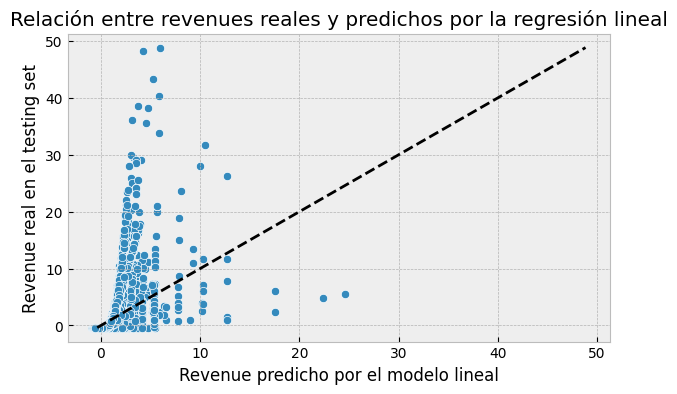 Relación entre revenues reales y predichos por la regresión lineal
Revenue real en el testing set
50
40
30
20
10
0
0 10 20 30 40 50
Revenue predicho por el modelo lineal